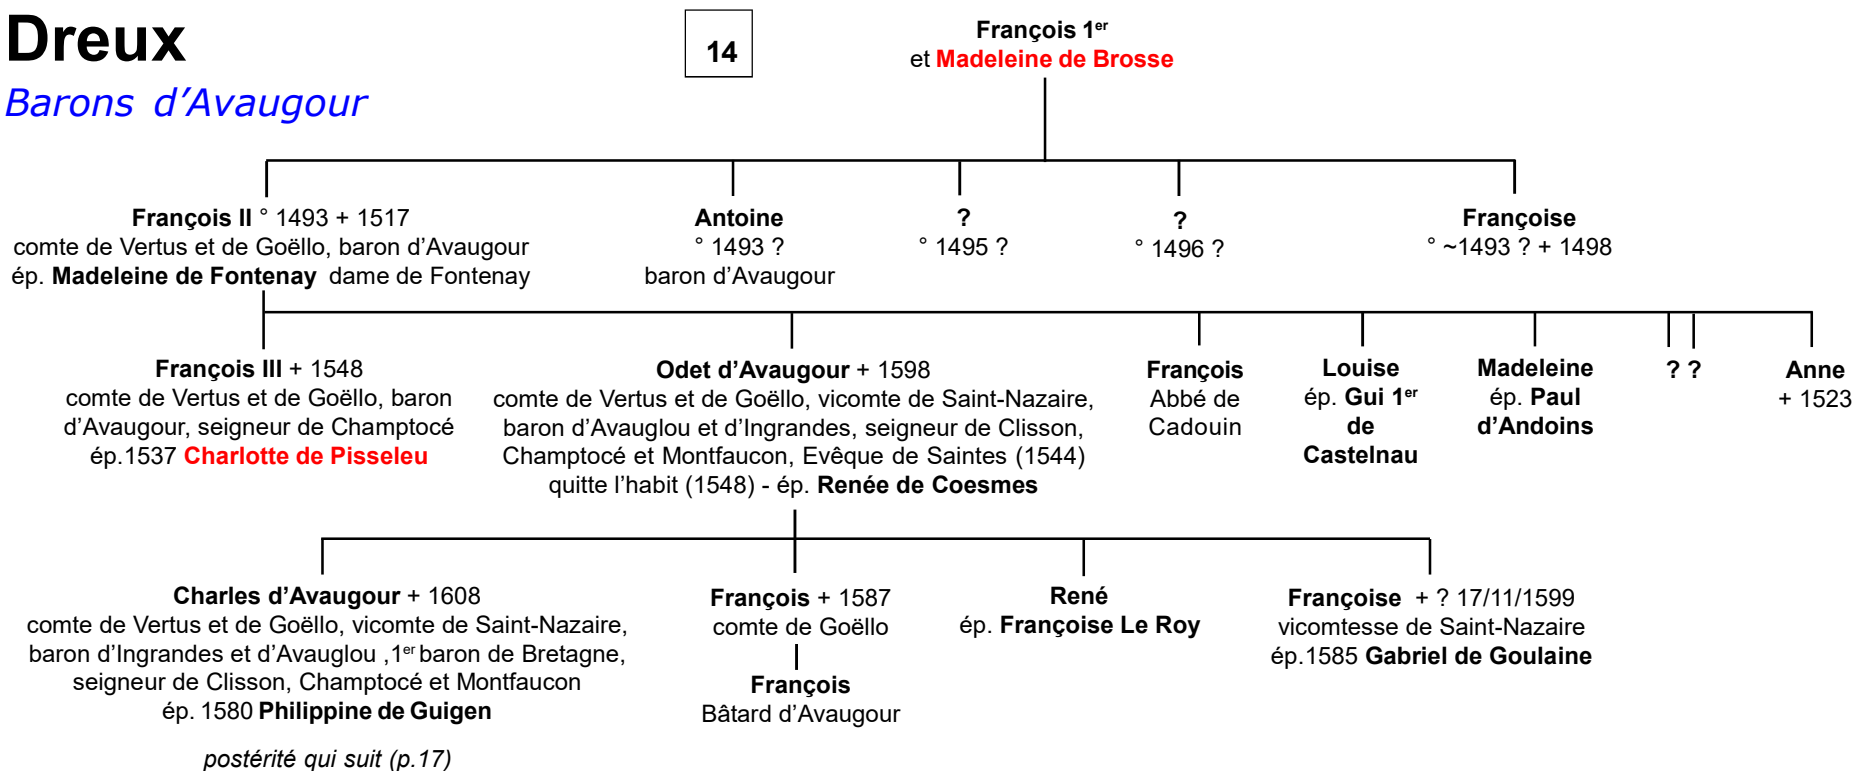 Dreux
Barons d'Avaugour
14
François 1er
et Madeleine de Brosse
François II ° 1493 + 1517
comte de Vertus et de Goëllo, baron d'Avaugour
ép. Madeleine de Fontenay dame de Fontenay
Antoine
° 1493 ?
baron d'Avaugour
?
° 1495 ?
?
° 1496 ?
Françoise
° ~1493 ? + 1498
François III + 1548
comte de Vertus et de Goëllo, baron
d'Avaugour, seigneur de Champtocé
ép.1537 Charlotte de Pisseleu
Odet d'Avaugour + 1598
comte de Vertus et de Goëllo, vicomte de Saint-Nazaire,
baron d'Avauglou et d'Ingrandes, seigneur de Clisson,
Champtocé et Montfaucon, Evêque de Saintes (1544)
quitte l'habit (1548) - ép. Renée de Coesmes
François
Abbé de
Cadouin
Louise
ép. Gui 1er
de
Castelnau
Madeleine
ép. Paul
d'Andoins
? ?
Anne
+ 1523
Charles d'Avaugour + 1608
comte de Vertus et de Goëllo, vicomte de Saint-Nazaire,
baron d'Ingrandes et d'Avauglou ,1er baron de Bretagne,
seigneur de Clisson, Champtocé et Montfaucon
ép. 1580 Philippine de Guigen
postérité qui suit (p.17)
François + 1587
comte de Goëllo
François
Bâtard d'Avaugour
René
ép. Françoise Le Roy
Françoise + ? 17/11/1599
vicomtesse de Saint-Nazaire
ép.1585 Gabriel de Goulaine